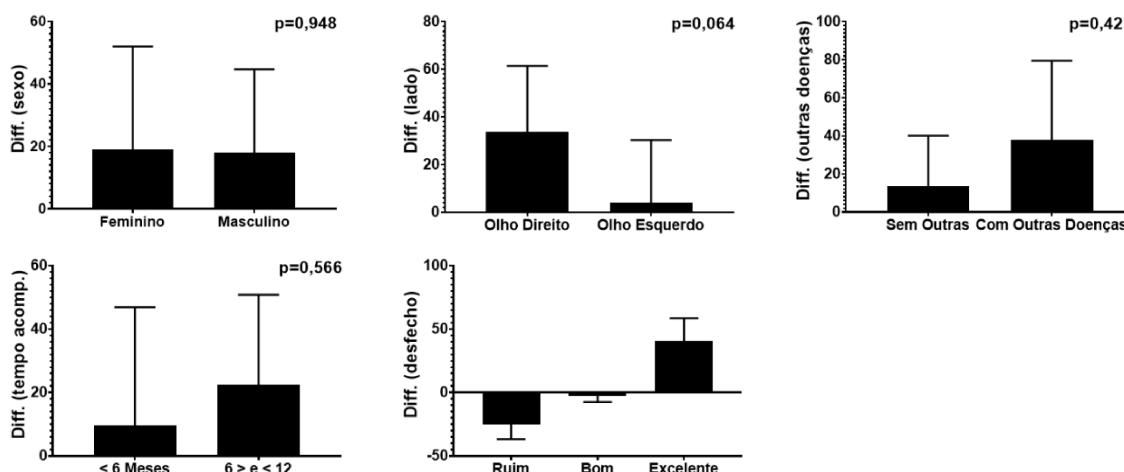 Diff. (sexo)
60
40
20
0
p=0,948
Feminino
Masculino
Diff. (lado)
80
60
40
20
0
p=0,064
Olho Direito
Olho Esquerdo
Diff. (outras doenças)
100
80
60
40
20
0
p=0,42
Sem Outras
Com Outras Doenças
Diff. (tempo acomp.)
60
40
20
0
p=0,566
< 6 Meses
6 > e < 12
Diff. (desfecho)
100
50
0
-50
Ruim
Bom
Excelente